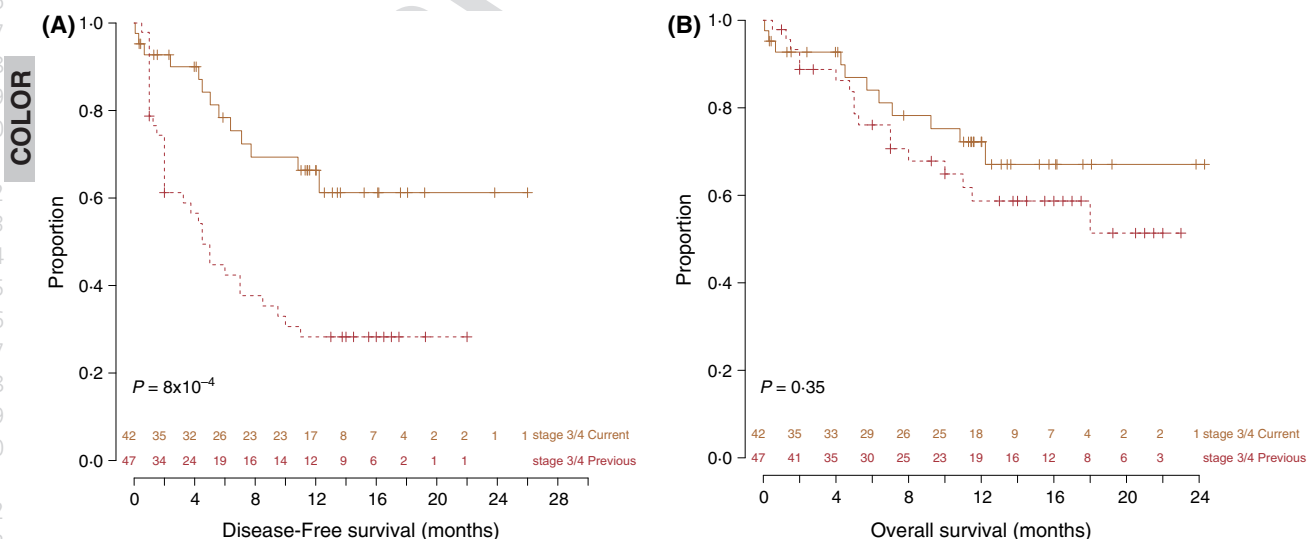 COLOR
(A)
Proportion
1·0
0·8
0·6
0·4
0·2
0·0
P = 8x10–4
42 35 32 26 23 23 17 8 7 4 2 2 1 1 stage 3/4 Current
47 34 24 19 16 14 12 9 6 2 1 1 stage 3/4 Previous
0 4 8 12 16 20 24 28
Disease-Free survival (months)
(B)
Proportion
1·0
0·8
0·6
0·4
0·2
0·0
P = 0·35
42 35 33 29 26 25 18 9 7 4 2 2 1 stage 3/4 Current
47 41 35 30 25 23 19 16 12 8 6 3 stage 3/4 Previous
0 4 8 12 16 20 24
Overall survival (months)